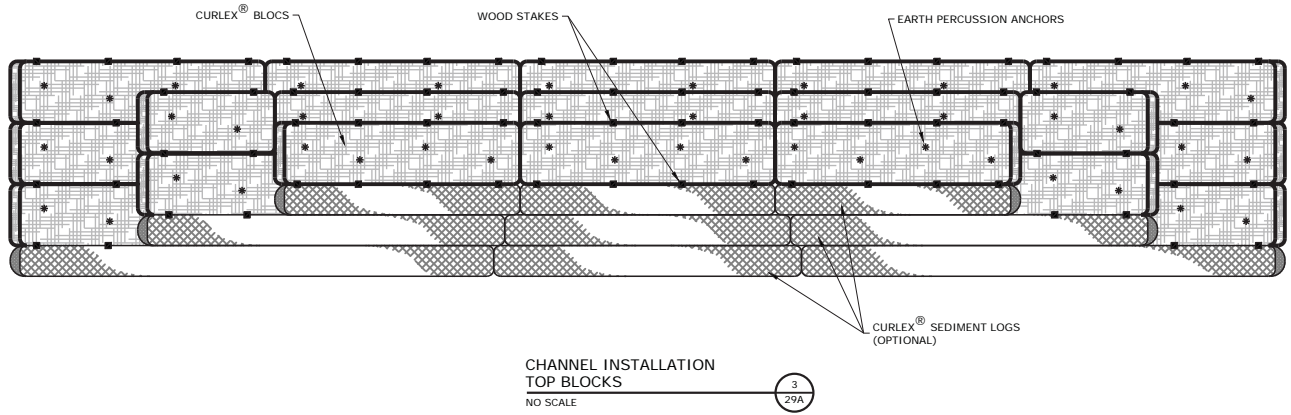 CURLEX® BLOCS
WOOD STAKES
EARTH PERCUSSION ANCHORS
CURLEX® SEDIMENT LOGS
(OPTIONAL)
CHANNEL INSTALLATION
TOP BLOCKS
NO SCALE
3
29A